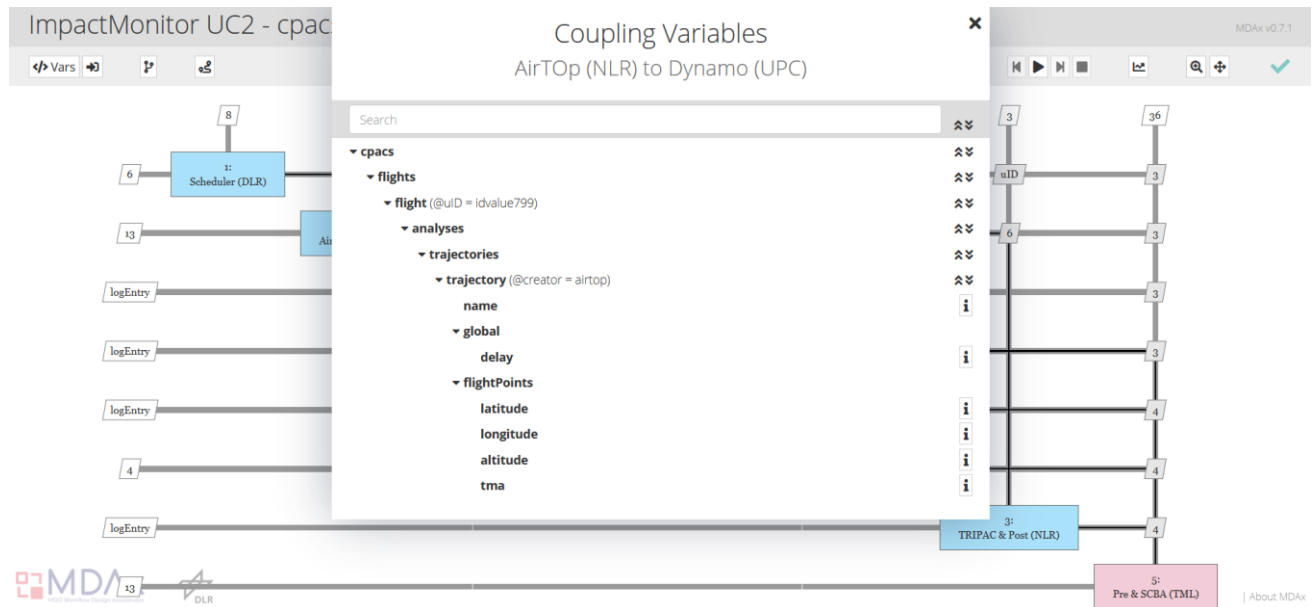 ImpactMonitor UC2 - cpac
MDAx v0.7.1
Coupling Variables
AirTOp (NLR) to Dynamo (UPC)
</> Vars
Search
cpacs
flights
flight (@uID = idvalue799)
analyses
trajectories
trajectory (@creator = airtop)
name
global
delay
flightPoints
latitude
longitude
altitude
tma
8
3
36
6
1:
Scheduler (DLR)
uID
3
13
Ai
6
3
logEntry
3
logEntry
3
logEntry
4
4
4
logEntry
3:
TRIPAC & Post (NLR)
4
MDAx
13
DLR
5:
Pre & SCBA (TML)
| About MDAx